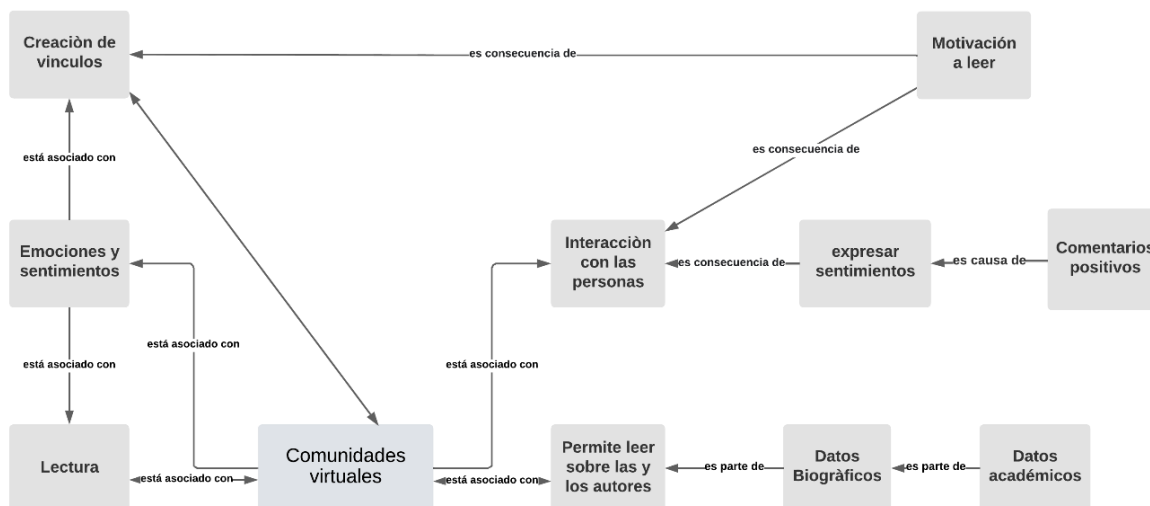 Creaciòn de
vinculos
es consecuencia de
Motivación
a leer
está asociado con
es consecuencia de
Emociones y
sentimientos
Interacciòn
con las
personas
es consecuencia de
expresar
sentimientos
es causa de
Comentarios
positivos
está asociado con
está asociado con
está asociado con
Lectura
está asociado con
Comunidades
virtuales
está asociado con
Permite leer
sobre las y
los autores
es parte de
Datos
Biogràficos
es parte de
Datos
académicos